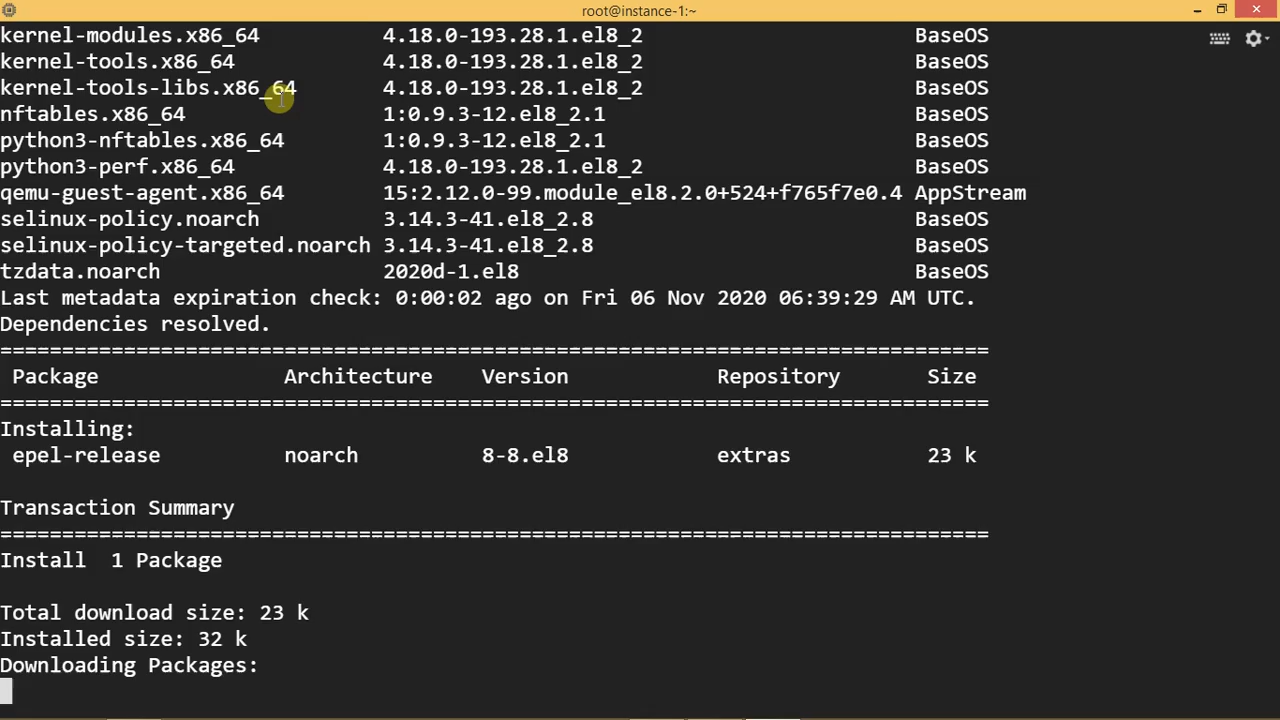 root@instance-1:~
kernel-modules.x86_64 4.18.0-193.28.1.el8_2 BaseOS
kernel-tools.x86_64 4.18.0-193.28.1.el8_2 BaseOS
kernel-tools-libs.x86_64 4.18.0-193.28.1.el8_2 BaseOS
nftables.x86_64 1:0.9.3-12.el8_2.1 BaseOS
python3-nftables.x86_64 1:0.9.3-12.el8_2.1 BaseOS
python3-perf.x86_64 4.18.0-193.28.1.el8_2 BaseOS
qemu-guest-agent.x86_64 15:2.12.0-99.module_el8.2.0+524+f765f7e0.4 AppStream
selinux-policy.noarch 3.14.3-41.el8_2.8 BaseOS
selinux-policy-targeted.noarch 3.14.3-41.el8_2.8 BaseOS
tzdata.noarch 2020d-1.el8 BaseOS
Last metadata expiration check: 0:00:02 ago on Fri 06 Nov 2020 06:39:29 AM UTC.
Dependencies resolved.
================================================================================
Package Architecture Version Repository Size
================================================================================
Installing:
epel-release noarch 8-8.el8 extras 23 k
Transaction Summary
================================================================================
Install 1 Package
Total download size: 23 k
Installed size: 32 k
Downloading Packages: